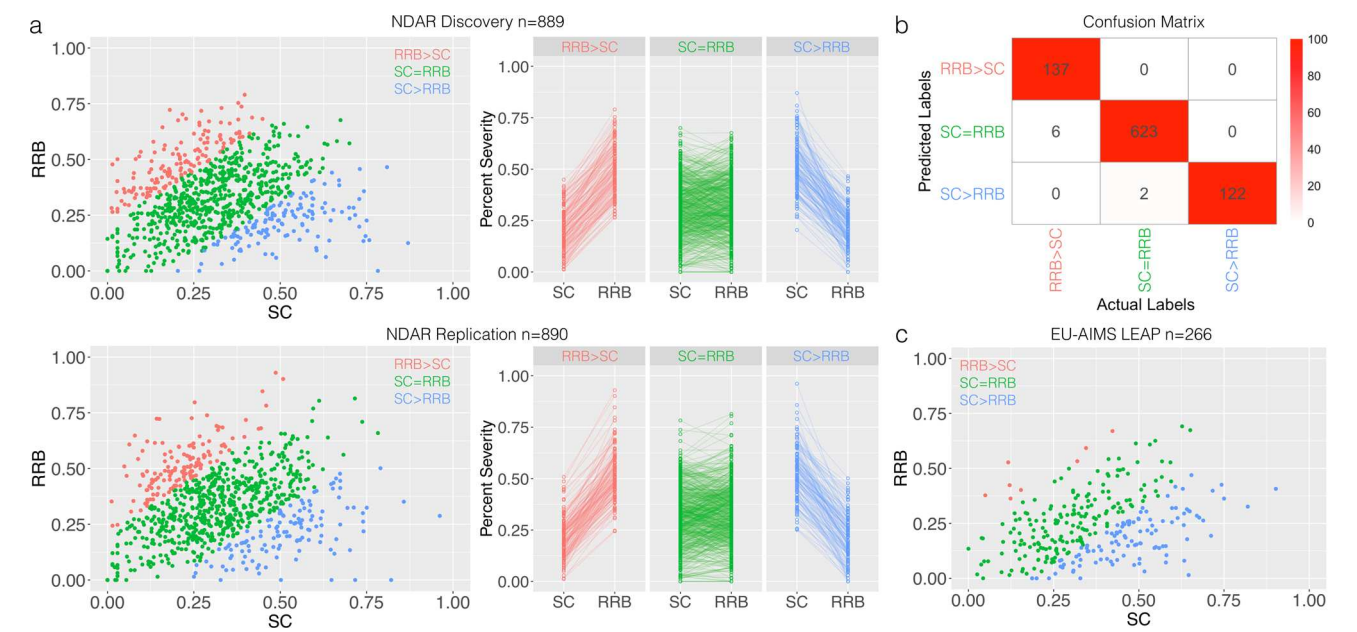 a
NDAR Discovery n=889
RRB>SC
SC=RRB
SC>RRB
1.00
0.75
0.50
0.25
0.00
RRB
0.00 0.25 0.50 0.75 1.00
SC
RRB>SC SC=RRB SC>RRB
1.00
0.75
0.50
0.25
0.00
Percent Severity
SC RRB SC RRB SC RRB
b
Confusion Matrix
Predicted Labels
RRB>SC 137 0 0
SC=RRB 6 623 0
SC>RRB 0 2 122
RRB>SC SC=RRB SC>RRB
Actual Labels
100
80
60
40
20
0
NDAR Replication n=890
RRB>SC
SC=RRB
SC>RRB
1.00
0.75
0.50
0.25
0.00
RRB
0.00 0.25 0.50 0.75 1.00
SC
RRB>SC SC=RRB SC>RRB
1.00
0.75
0.50
0.25
0.00
Percent Severity
SC RRB SC RRB SC RRB
c
EU-AIMS LEAP n=266
RRB>SC
SC=RRB
SC>RRB
1.00
0.75
0.50
0.25
0.00
RRB
0.00 0.25 0.50 0.75 1.00
SC